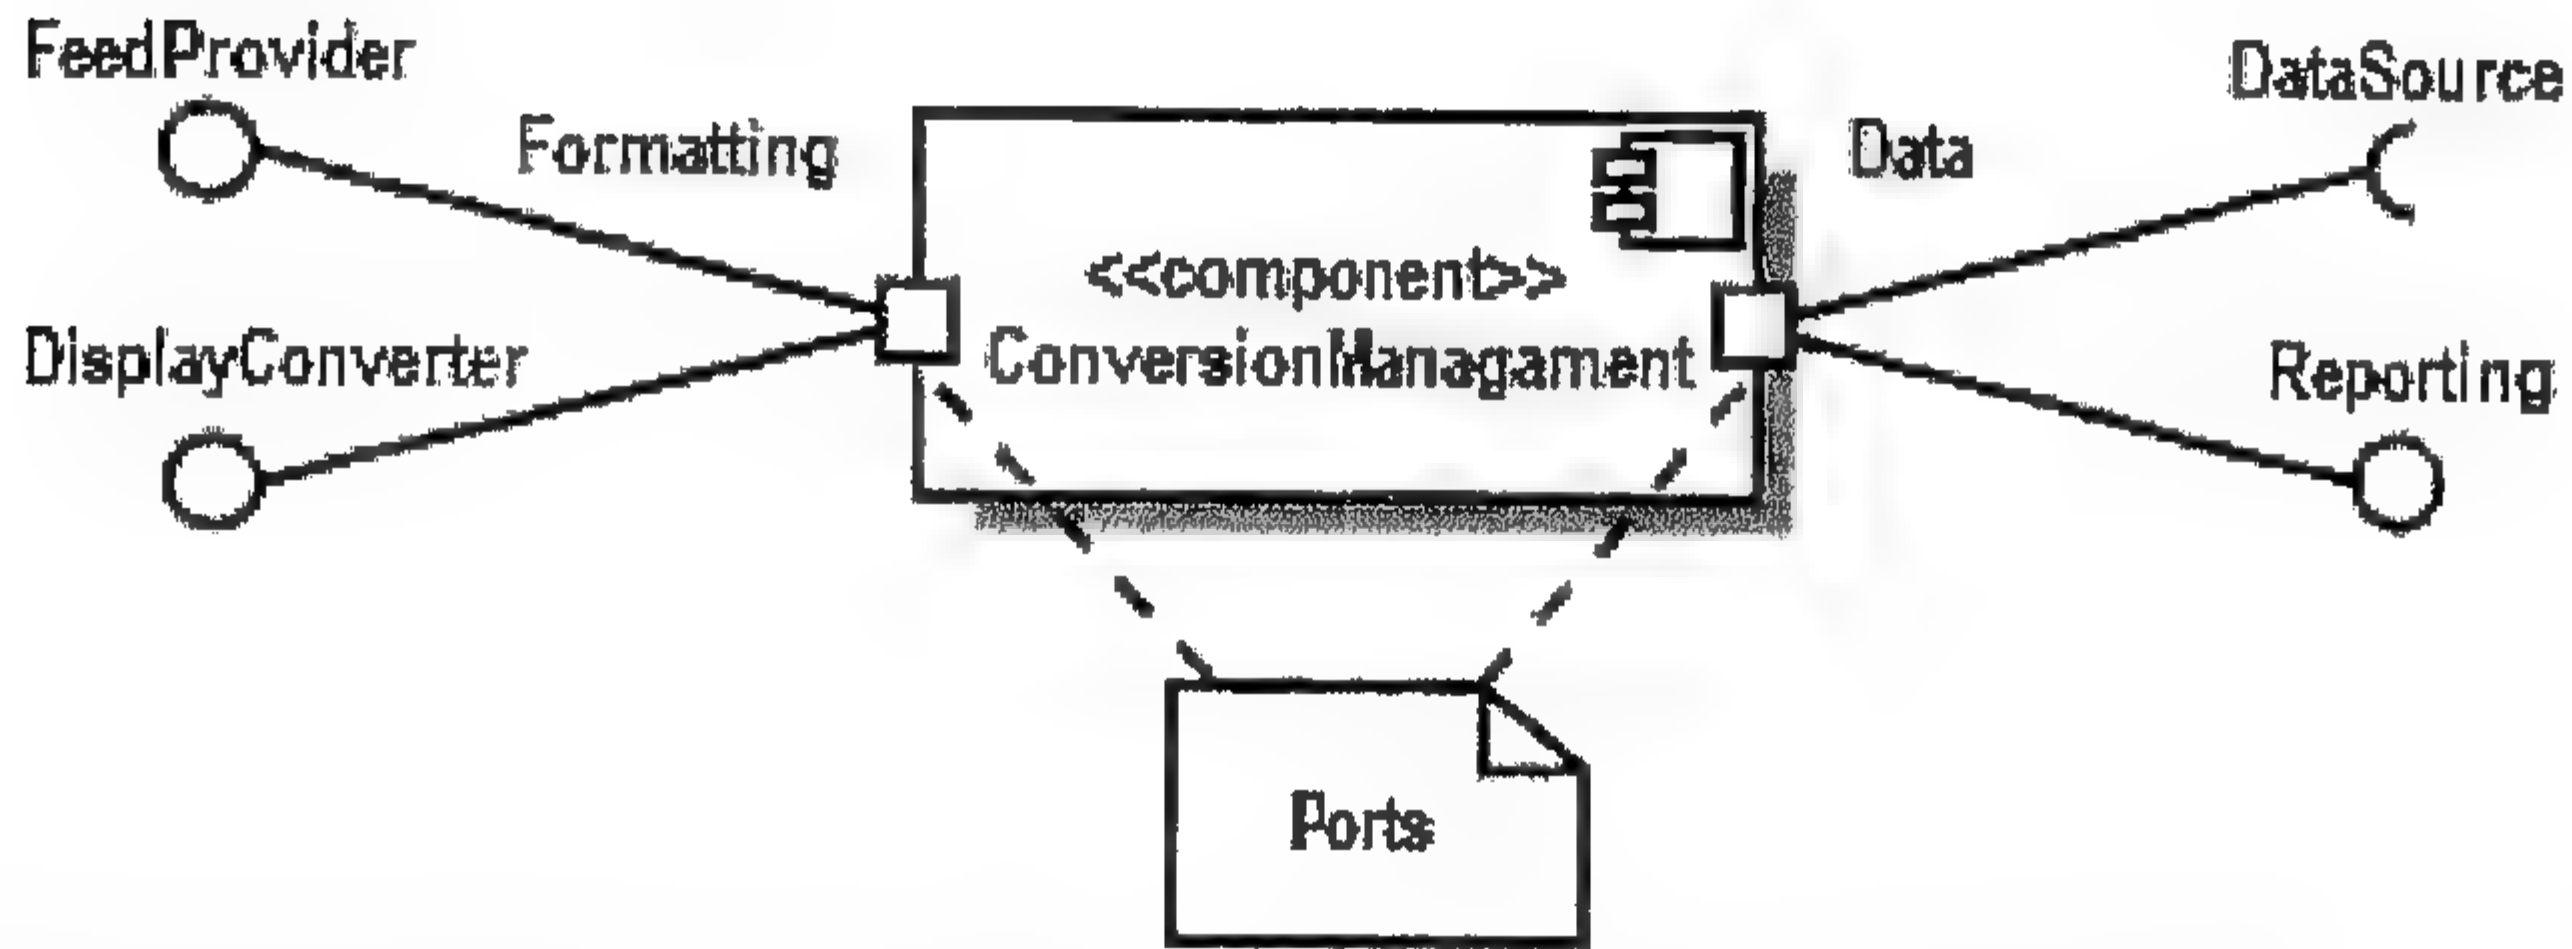 FeedProvider
Formatting
DataSource
Data
<<component>>
ConversionManagament
DisplayConverter
Reporting
Ports